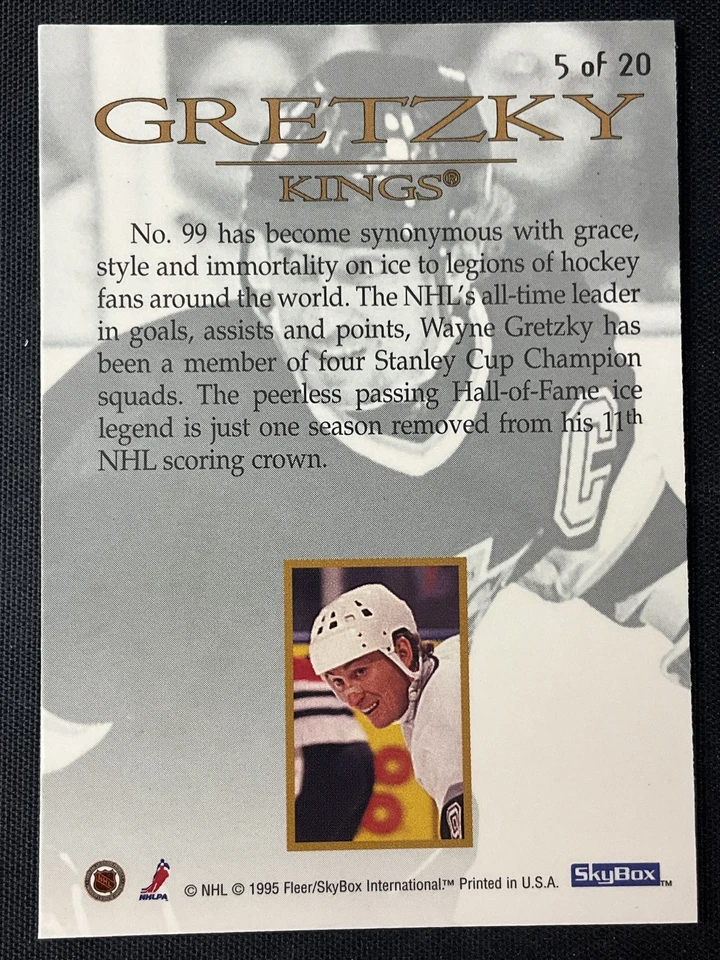 5 of 20
GRETZKY
KINGS®
No. 99 has become synonymous with grace,
style and immortality on ice to legions of hockey
fans around the world. The NHL's all-time leader
in goals, assists and points, Wayne Gretzky has
been a member of four Stanley Cup Champion
squads. The peerless passing Hall-of-Fame ice
legend is just one season removed from his 11th
NHL scoring crown.
C
NHLPA
© NHL © 1995 Fleer/SkyBox International.™ Printed in U.S.A.
SkyBox™